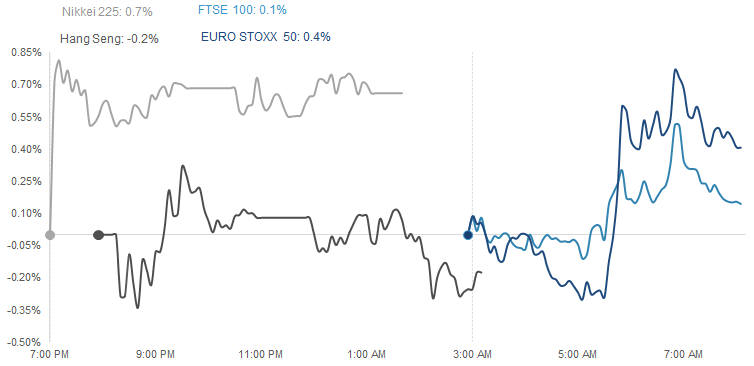 Nikkei 225: 0.7%
FTSE 100: 0.1%
Hang Seng: -0.2%
EURO STOXX 50: 0.4%
0.85%
0.70%
0.55%
0.40%
0.25%
0.10%
-0.05%
-0.20%
-0.35%
-0.50%
7:00 PM 9:00 PM 11:00 PM 1:00 AM 3:00 AM 5:00 AM 7:00 AM